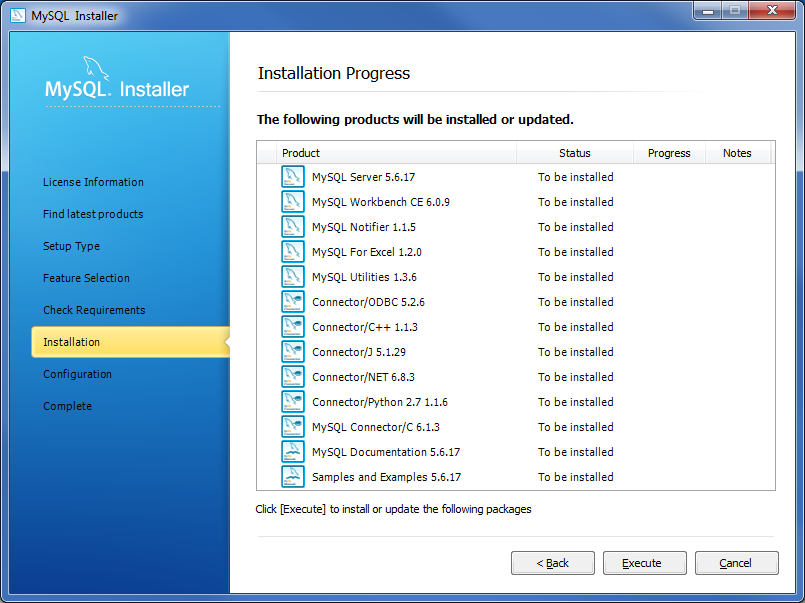 MySQL Installer
MySQL. Installer
License Information
Find latest products
Setup Type
Feature Selection
Check Requirements
Installation
Configuration
Complete
Installation Progress
The following products will be installed or updated.
Product Status Progress Notes
MySQL Server 5.6.17 To be installed
MySQL Workbench CE 6.0.9 To be installed
MySQL Notifier 1.1.5 To be installed
MySQL For Excel 1.2.0 To be installed
MySQL Utilities 1.3.6 To be installed
Connector/ODBC 5.2.6 To be installed
Connector/C++ 1.1.3 To be installed
Connector/J 5.1.29 To be installed
Connector/NET 6.8.3 To be installed
Connector/Python 2.7 1.1.6 To be installed
MySQL Connector/C 6.1.3 To be installed
MySQL Documentation 5.6.17 To be installed
Samples and Examples 5.6.17 To be installed
Click [Execute] to install or update the following packages
< Back Execute Cancel